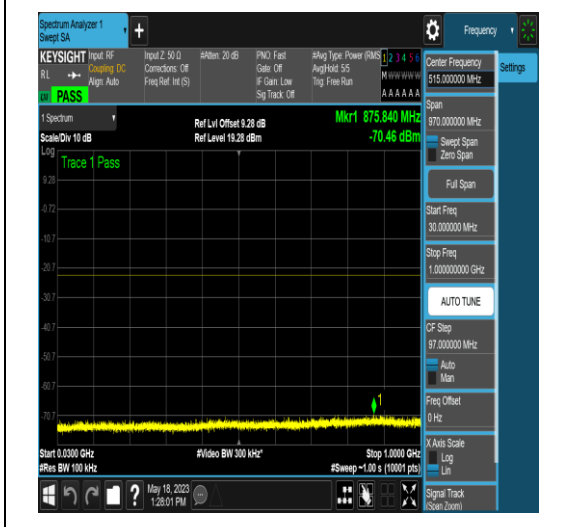 Spectrum Analyzer 1
Swept SA
+
Frequency
KEYSIGHT
RL
PASS
Input: RF
Coupling: DC
Align: Auto
Input Z: 50 Ω
Corrections: Off
Freq Ref: Int (S)
#Atten: 20 dB
PNO: Fast
Gate: Off
IF Gain: Low
Sig Track: Off
#Avg Type: Power (RMS
Avg|Hold: 5/5
Trig: Free Run
1 2 3 4 5 6
M W W W W W
A A A A A A
1 Spectrum
Scale/Div 10 dB
Ref Lvl Offset 9.28 dB
Ref Level 19.28 dBm
Mkr1 875.840 MHz
-70.46 dBm
Log
Trace 1 Pass
9.28
-0.72
-10.7
-20.7
-30.7
-40.7
-50.7
-60.7
-70.7
1
Start 0.0300 GHz
#Res BW 100 kHz
#Video BW 300 kHz*
Stop 1.0000 GHz
#Sweep ~1.00 s (10001 pts)
May 18, 2023
1:28:01 PM
?
Center Frequency
515.000000 MHz
Settings
Span
970.000000 MHz
Swept Span
Zero Span
Full Span
Start Freq
30.000000 MHz
Stop Freq
1.000000000 GHz
AUTO TUNE
CF Step
97.000000 MHz
Auto
Man
Freq Offset
0 Hz
X Axis Scale
Log
Lin
Signal Track
(Span Zoom)